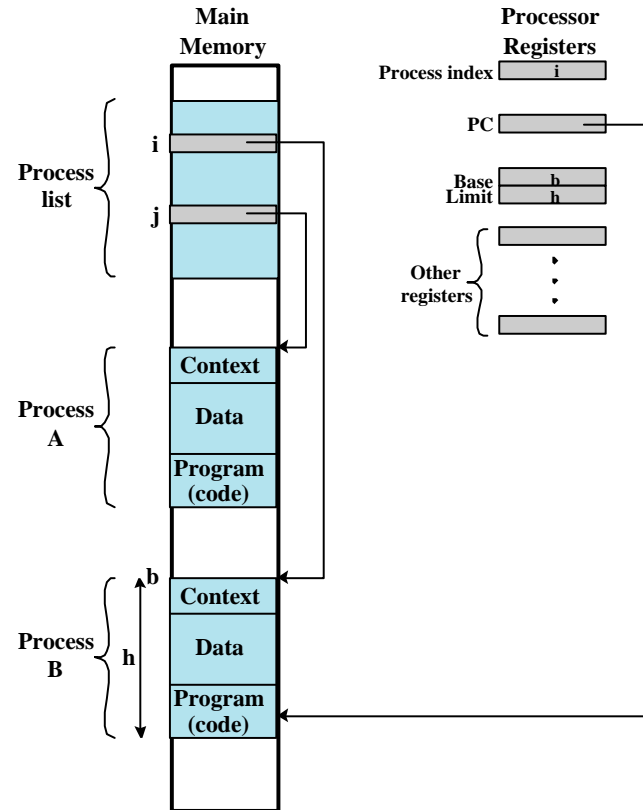 Main
Memory
Processor
Registers
Process index
i
i
PC
Process
list
Base
b
Limit
h
j
Other
registers
Context
Process
A
Data
Program
(code)
b
Context
Process
B
h
Data
Program
(code)